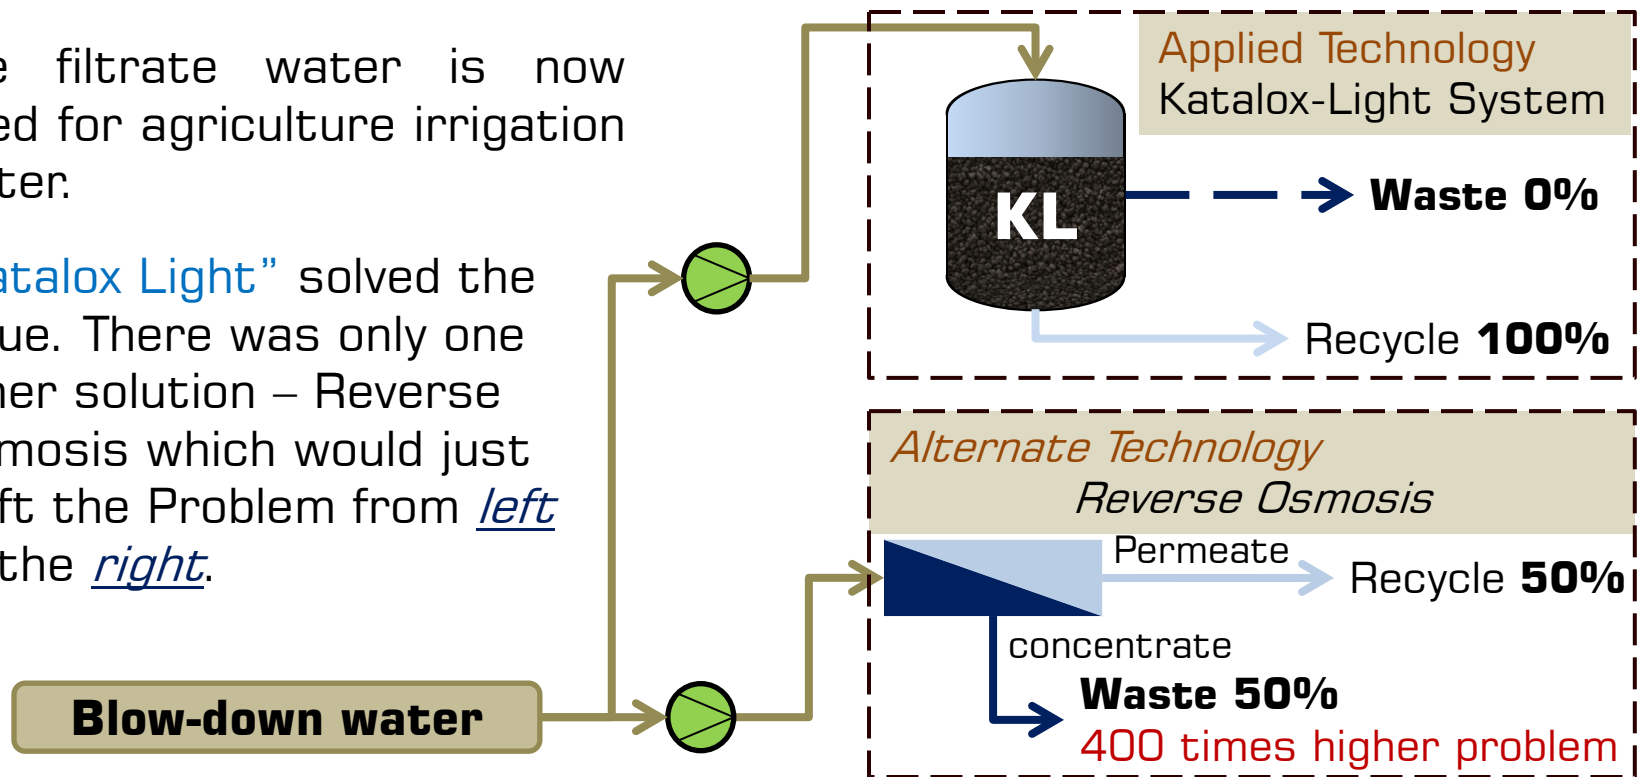 e filtrate water is now
ed for agriculture irrigation
ter.
atalox Light” solved the
ue. There was only one
her solution – Reverse
mosis which would just
ft the Problem from left
the right.
Blow-down water
Applied Technology
Katalox-Light System
KL
Waste 0%
Recycle 100%
Alternate Technology
Reverse Osmosis
Permeate
Recycle 50%
concentrate
Waste 50%
400 times higher problem